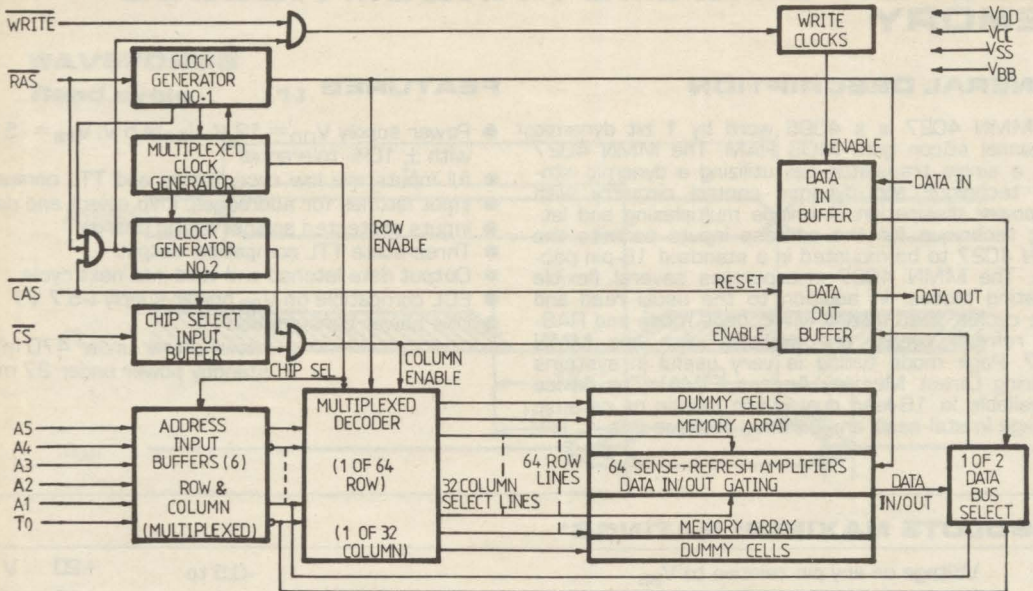 WRITE
RAS
CLOCK
GENERATOR
NO·1
WRITE
CLOCKS
VDD
VCC
VSS
VBB
MULTIPLEXED
CLOCK
GENERATOR
ENABLE
DATA
IN
BUFFER
DATA IN
CLOCK
GENERATOR
NO.2
ROW
ENABLE
CAS
RESET
DATA
OUT
BUFFER
DATA OUT
ENABLE
CS
CHIP SELECT
INPUT
BUFFER
CHIP SEL
COLUMN
ENABLE
A5
A4
A3
A2
A1
T0
ADDRESS
INPUT
BUFFERS (6)
ROW &
COLUMN
(MULTIPLEXED)
MULTIPLEXED
DECODER
(1 OF 64
ROW)
(1 OF 32
COLUMN)
32 COLUMN
SELECT LINES
64 ROW
LINES
DUMMY CELLS
MEMORY ARRAY
64 SENSE-REFRESH AMPLIFIERS
DATA IN/OUT GATING
MEMORY ARRAY
DUMMY CELLS
DATA
IN/OUT
1 OF 2
DATA
BUS
SELECT